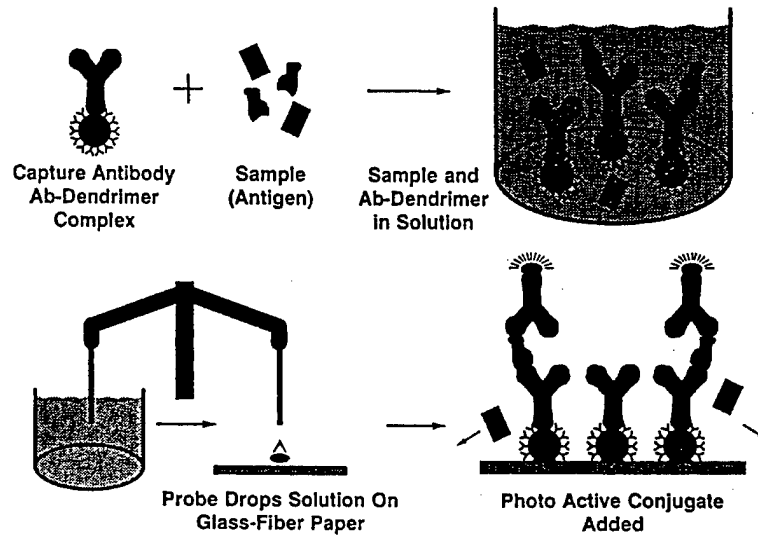 +
Capture Antibody
Ab-Dendrimer
Complex
Sample
(Antigen)
Sample and
Ab-Dendrimer
in Solution
Probe Drops Solution On
Glass-Fiber Paper
Photo Active Conjugate
Added